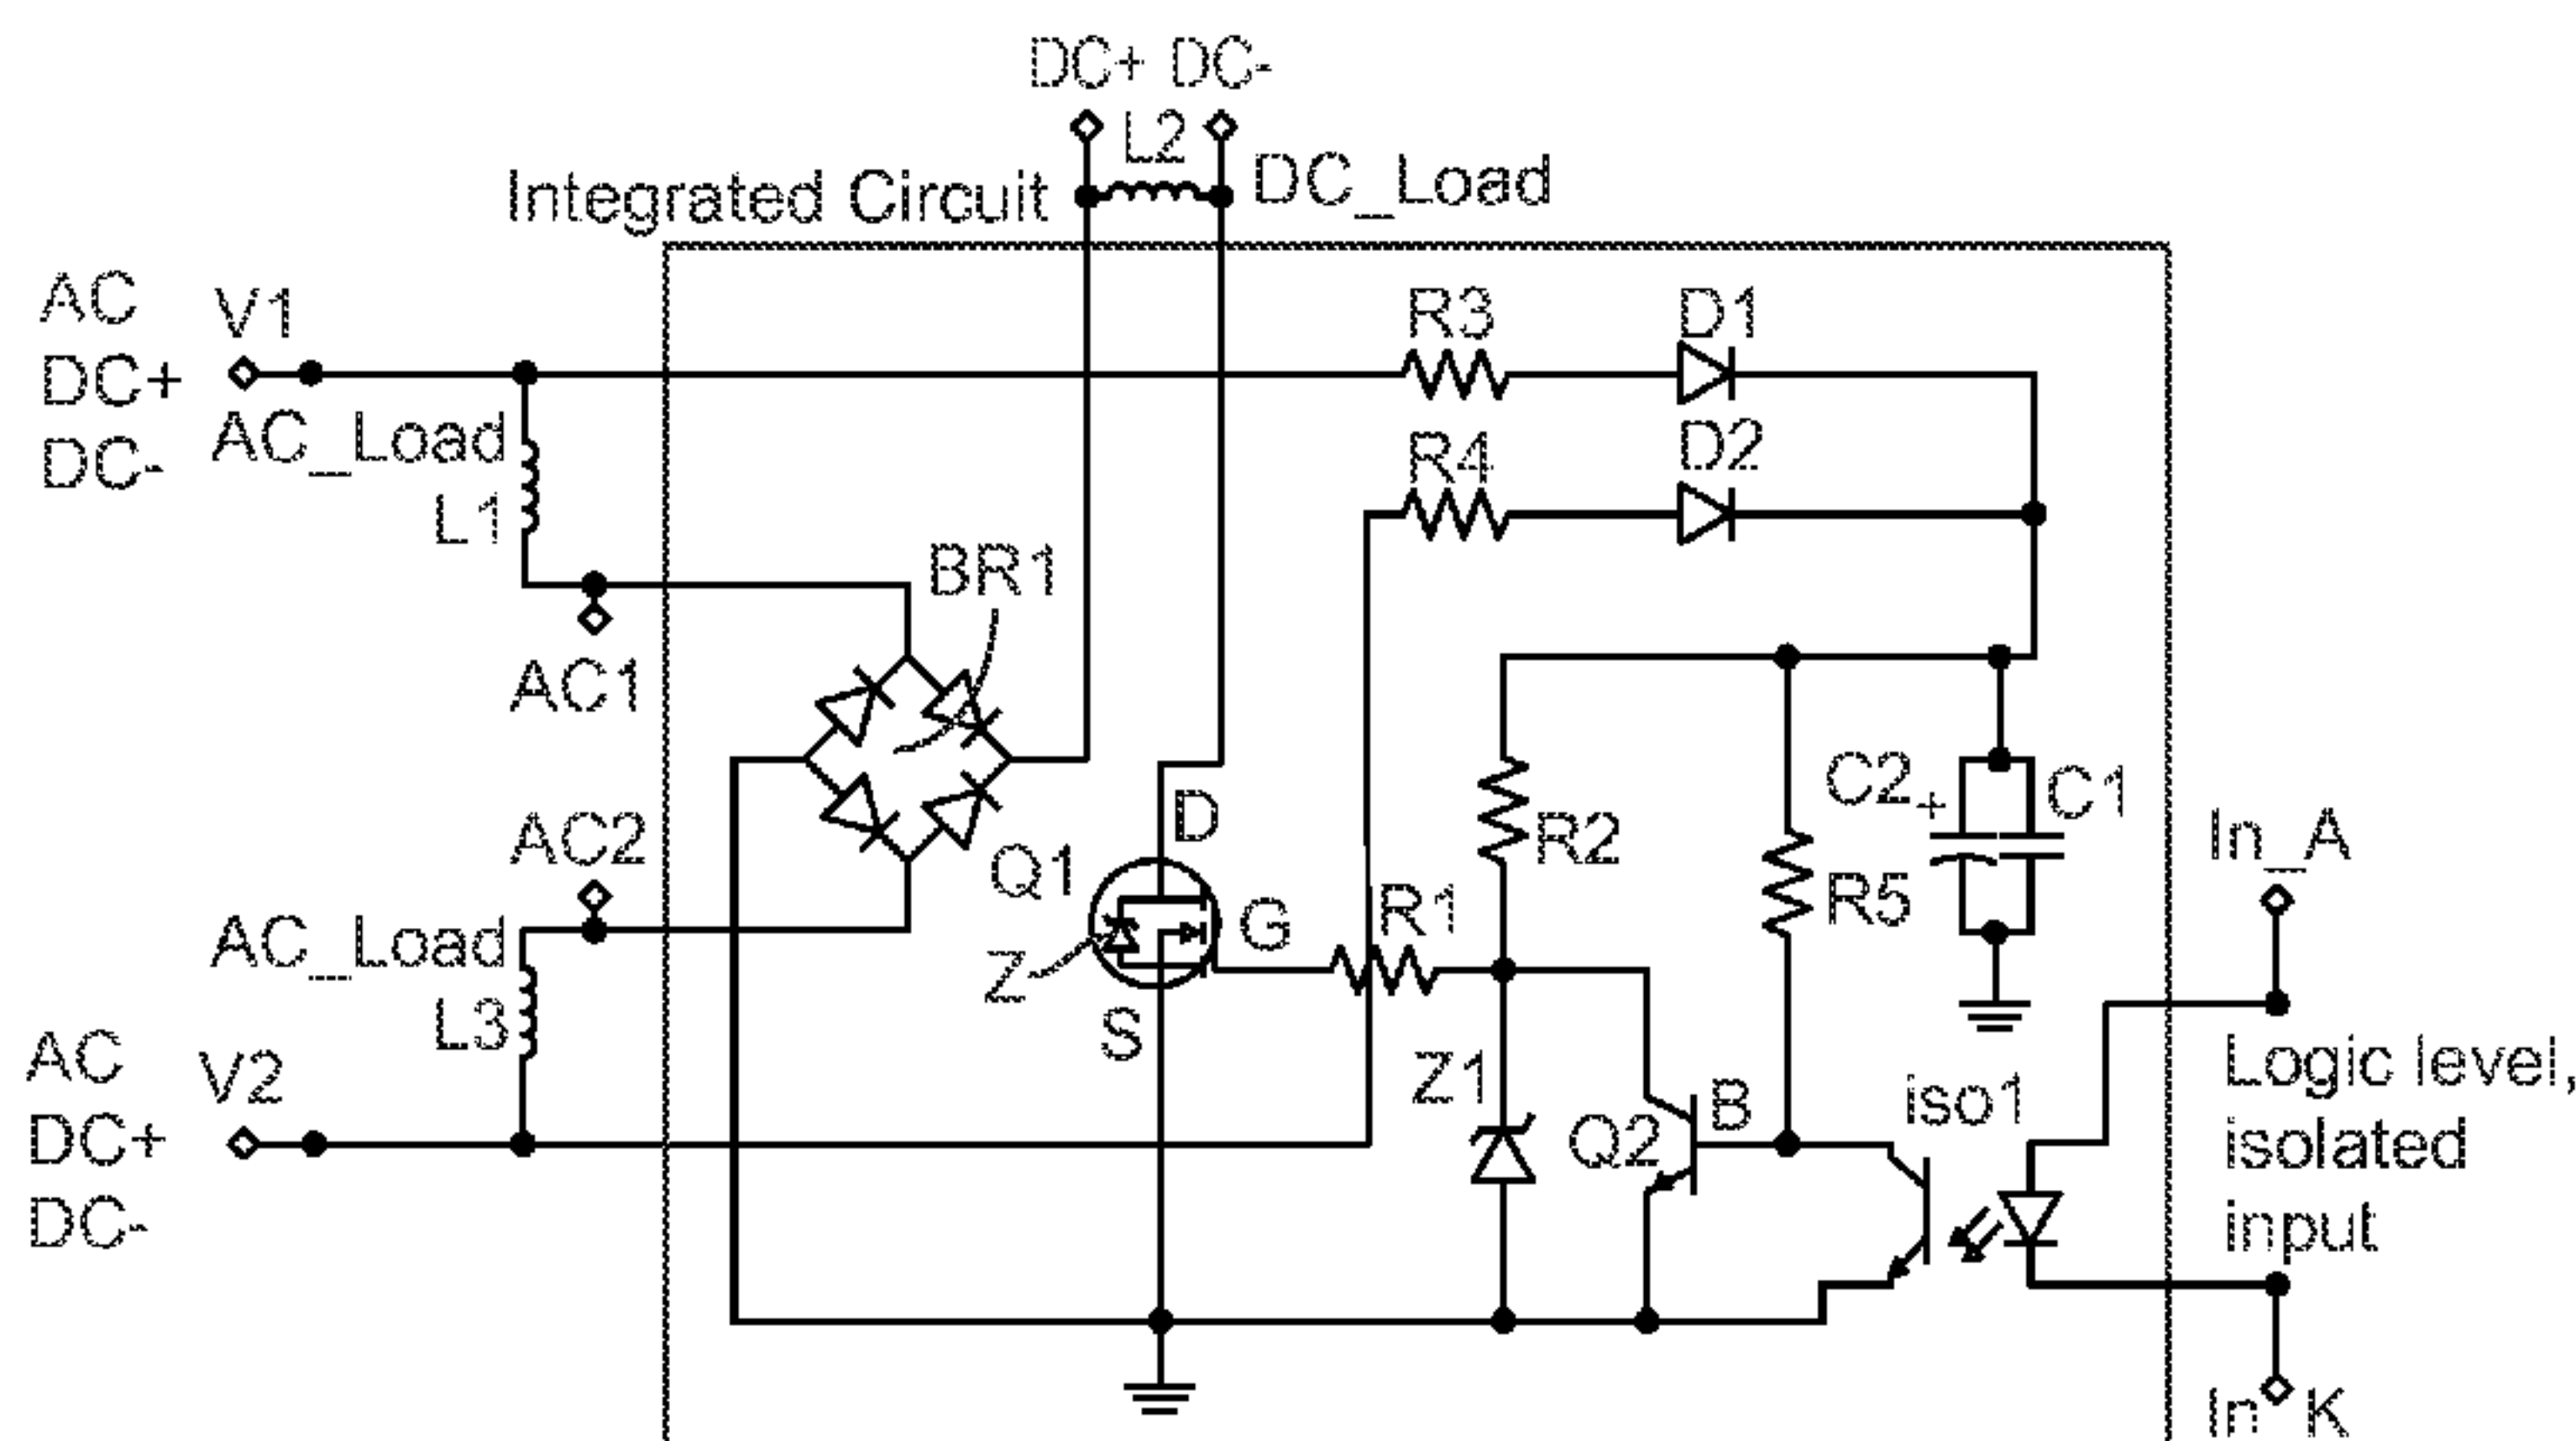 DC+ DC-
L2
DC_Load
Integrated Circuit
AC
DC+
DC-
V1
AC_Load
L1
R3
D1
R4
D2
BR1
AC1
AC2
AC_Load
L3
AC
DC+
DC-
V2
Q1
D
G
S
Z
R1
R2
R5
C2
+
C1
Z1
Q2
B
iso1
In_A
Logic level,
isolated
input
In K